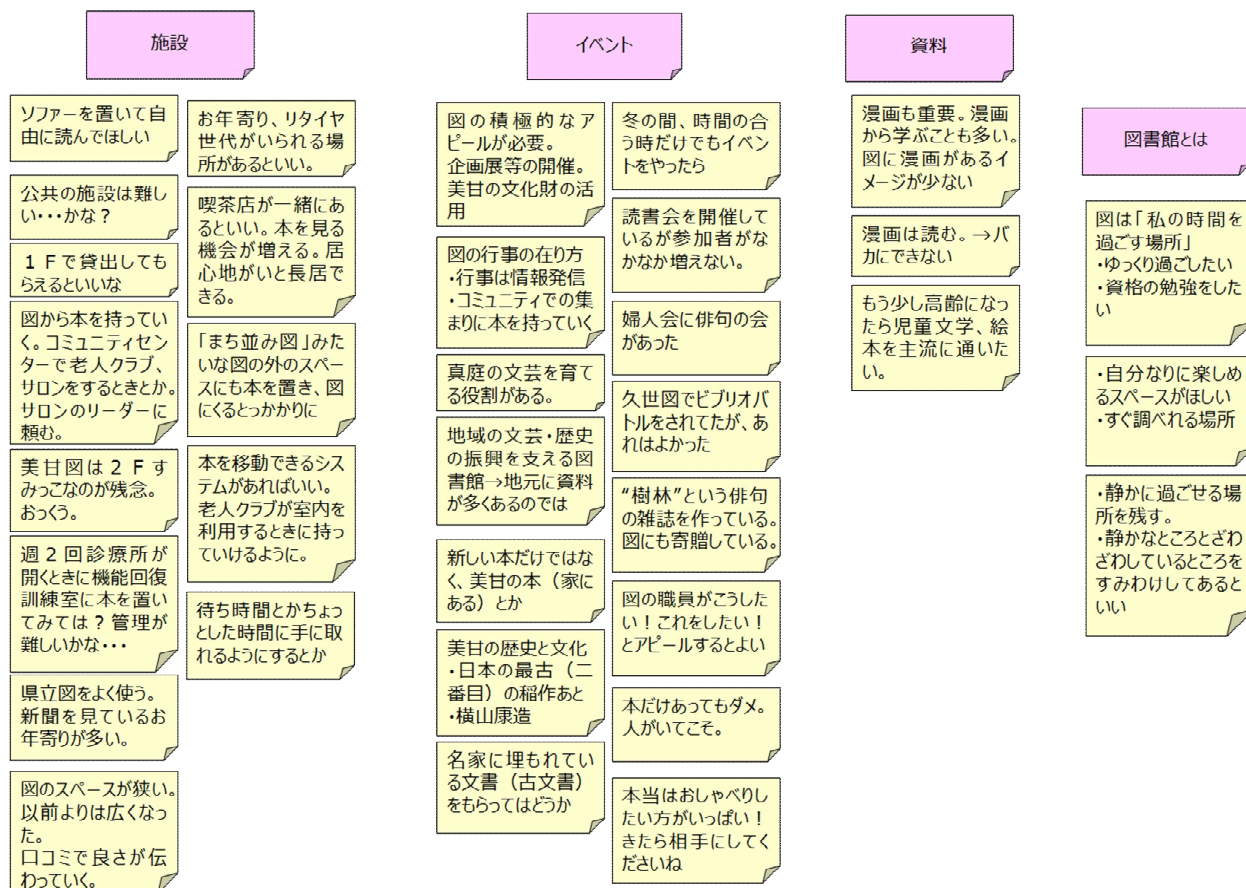 施設
ソファーを置いて自
由に読んでほしい
公共の施設は難し
い・・・かな？
１Ｆで貸出しても
らえるといいな
図から本を持ってい
く。コミュニティセン
ターで老人クラブ、
サロンをするときとか。
サロンのリーダーに
頼む。
美甘図は２Ｆす
みっこなのが残念。
おっくう。
週２回診療所が
開くときに機能回復
訓練室に本を置い
てみては？管理が
難しいかな・・・
県立図をよく使う。
新聞を見ているお
年寄りが多い。
図のスペースが狭い。
以前よりは広くなっ
た。
口コミで良さが伝
わっていく。
お年寄り、リタイヤ
世代がいられる場
所があるといい。
喫茶店が一緒にあ
るといい。本を見る
機会が増える。居
心地がいと長居で
きる。
「まち並み図」みた
いな図の外のスペー
スにも本を置き、図
にくるとっかかりに
本を移動できるシス
テムがあればいい。
老人クラブが室内を
利用するときに持っ
ていけるように。
待ち時間とかちょっ
とした時間に手に取
れるようにするとか
イベント
図の積極的なア
ピールが必要。
企画展等の開催。
美甘の文化財の活
用
図の行事の在り方
・行事は情報発信
・コミュニティでの集
まりに本を持っていく
真庭の文芸を育て
る役割がある。
地域の文芸・歴史
の振興を支える図
書館→地元に資料
が多くあるのでは
新しい本だけではな
く、美甘の本（家に
ある）とか
美甘の歴史と文化
・日本の最古（二
番目）の稲作あと
・横山康造
名家に埋もれてい
る文書（古文書）
をもらってはどうか
冬の間、時間の合
う時だけでもイベン
トをやったら
読書会を開催して
いるが参加者がな
かなか増えない。
婦人会に俳句の会
があった
久世図でビブリオバ
トルをされてたが、あ
れはよかった
“樹林”という俳句
の雑誌を作っている。
図にも寄贈している。
図の職員がこうした
い！これをしたい！
とアピールするとよい
本だけあってもダメ。
人がいてこそ。
本当はおしゃべりし
たい方がいっぱい！
きたら相手にしてく
ださいね
資料
漫画も重要。漫画
から学ぶことも多い。
図に漫画があるイ
メージが少ない
漫画は読む。→バ
カにできない
もう少し高齢になっ
たら児童文学、絵
本を主流に通いた
い。
図書館とは
図は「私の時間を
過ごす場所」
・ゆっくり過ごしたい
・資格の勉強をした
い
・自分なりに楽しめ
るスペースがほしい
・すぐ調べれる場所
・静かに過ごせる場
所を残す。
・静かなところとざわ
ざわしているところを
すみわけしてあると
いい